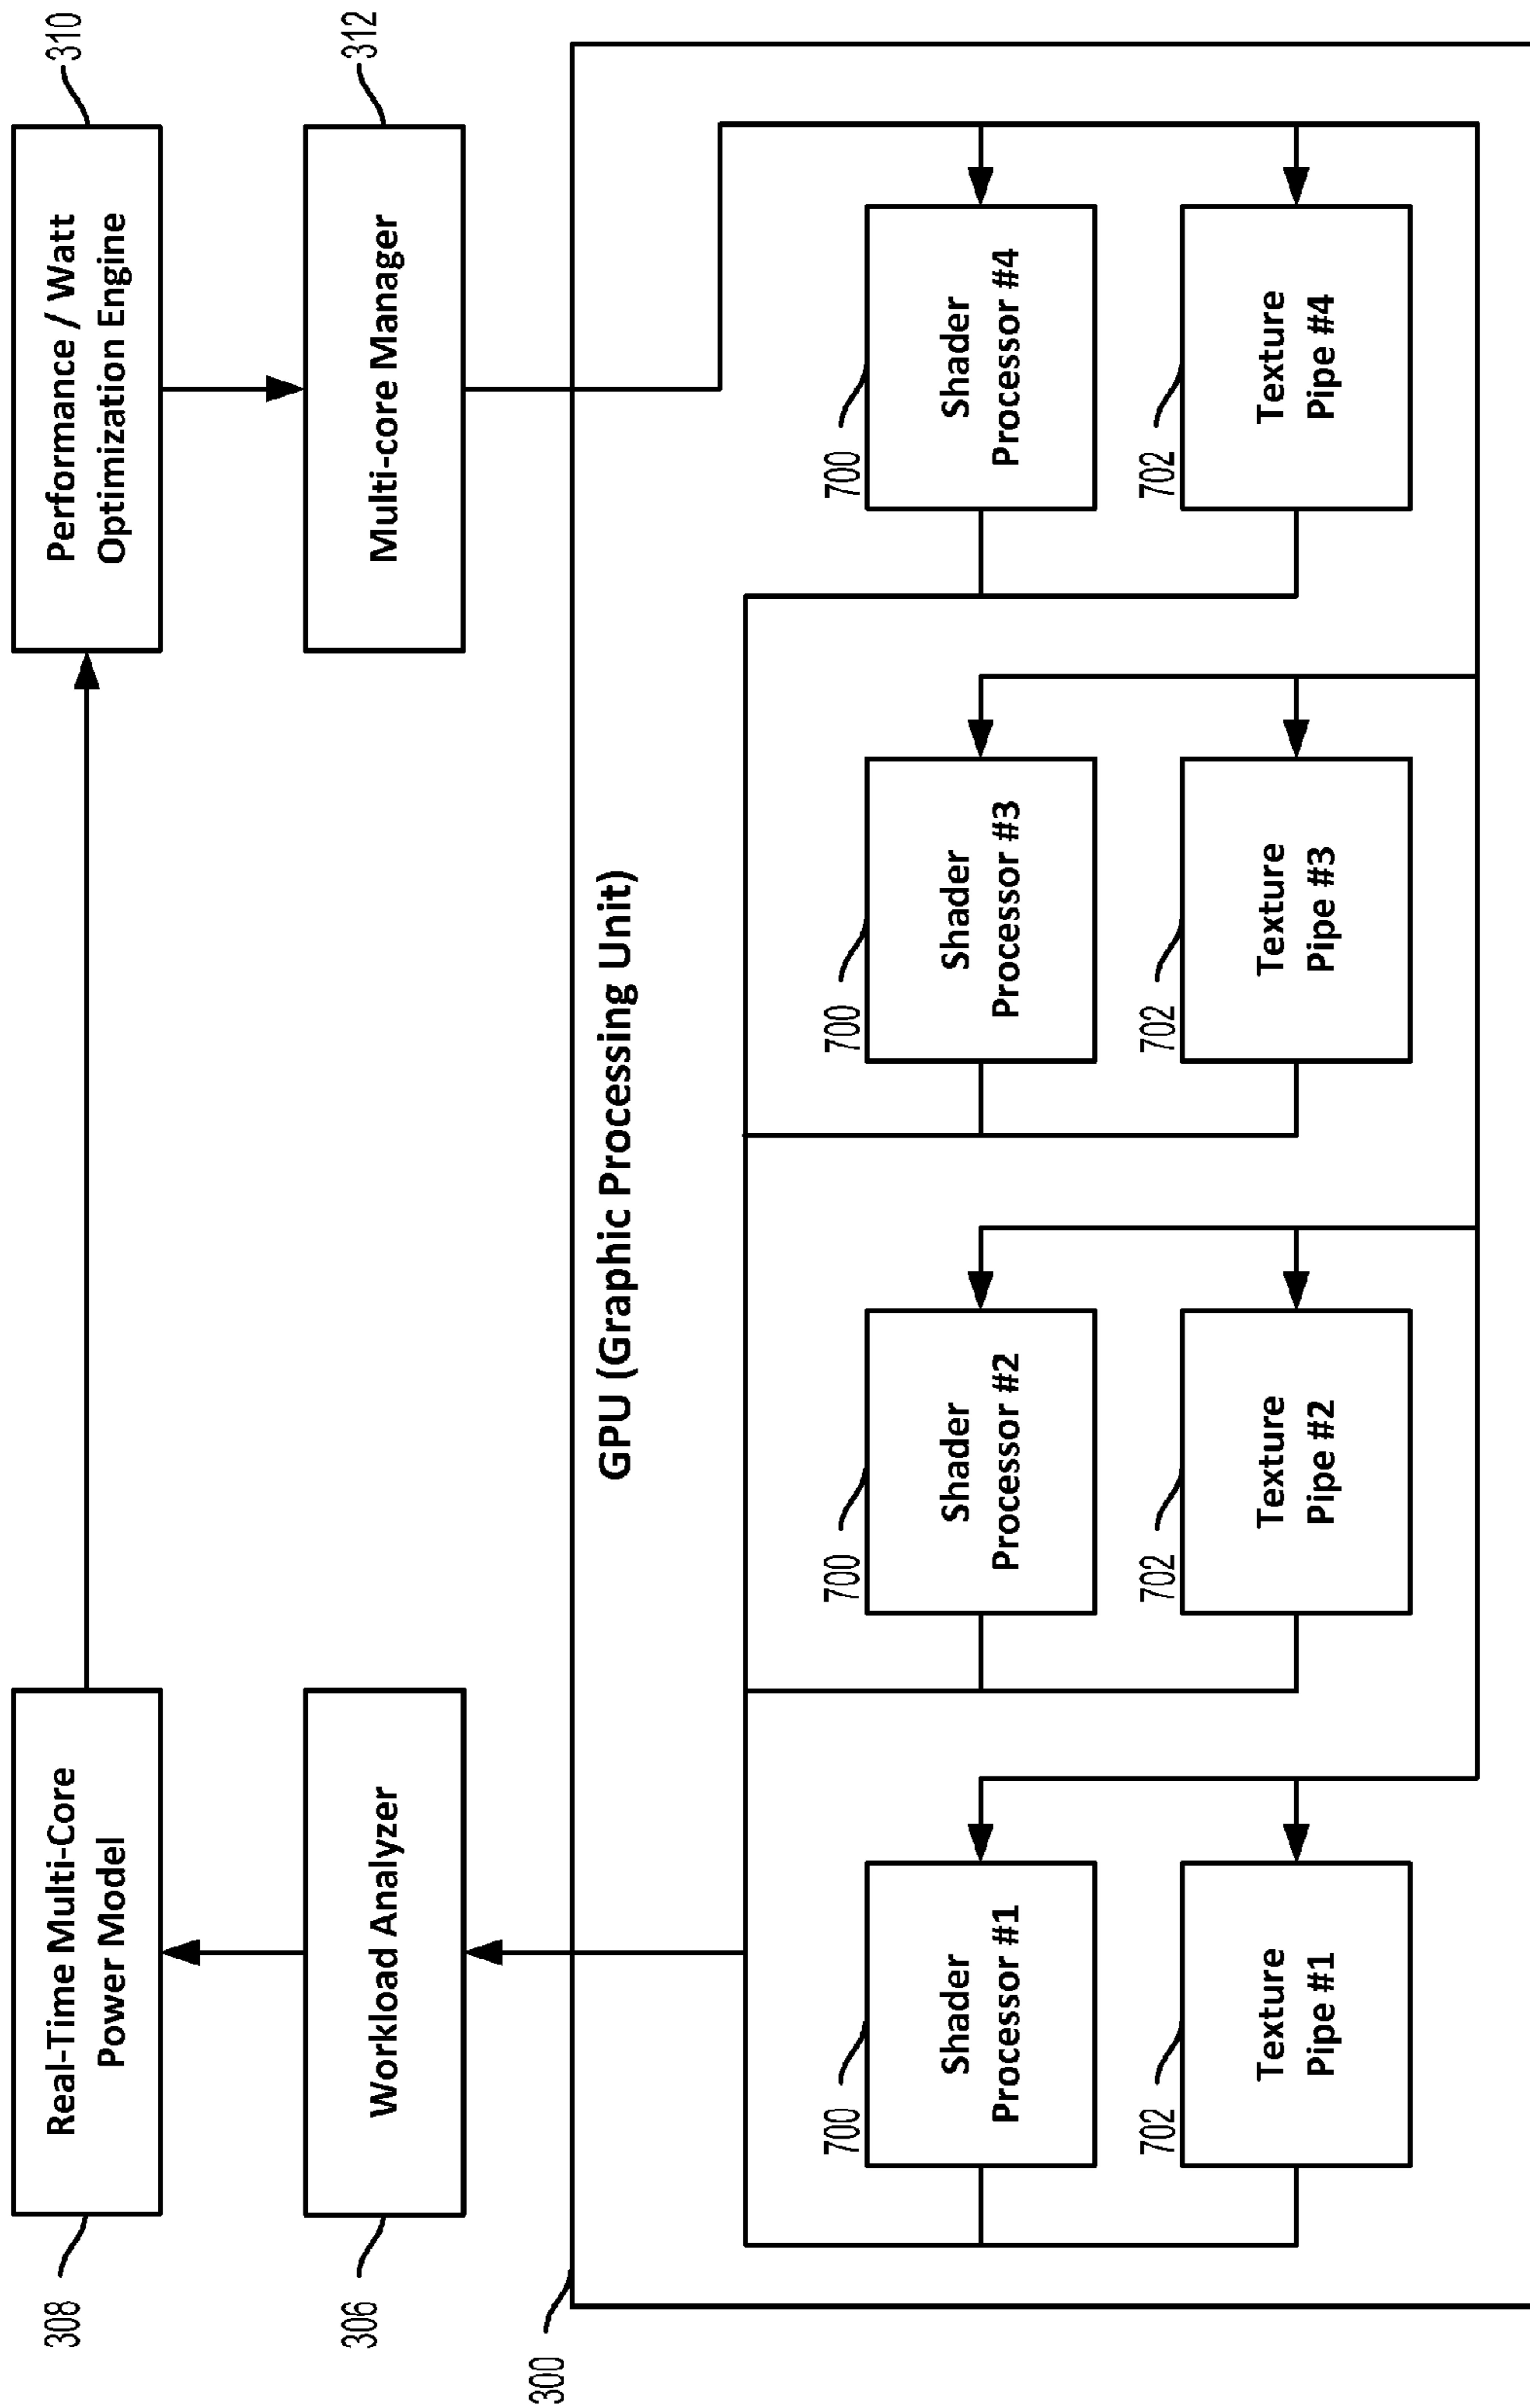 308
Real-Time Multi-Core
Power Model
Performance / Watt
Optimization Engine
310
306
Workload Analyzer
Multi-core Manager
312
300
GPU (Graphic Processing Unit)
700
Shader
Processor #1
700
Shader
Processor #2
700
Shader
Processor #3
700
Shader
Processor #4
702
Texture
Pipe #1
702
Texture
Pipe #2
702
Texture
Pipe #3
702
Texture
Pipe #4